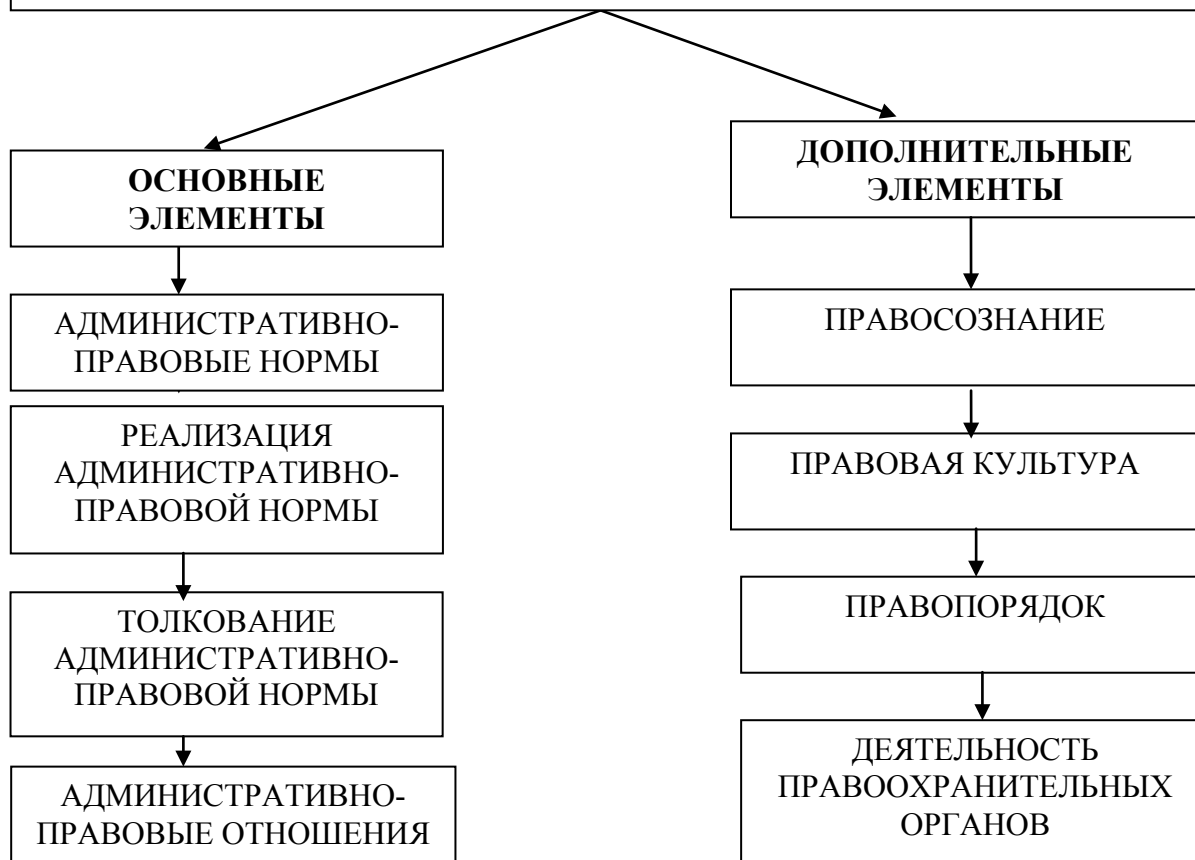 ОСНОВНЫЕ
ЭЛЕМЕНТЫ
АДМИНИСТРАТИВНО-
ПРАВОВЫЕ НОРМЫ
РЕАЛИЗАЦИЯ
АДМИНИСТРАТИВНО-
ПРАВОВОЙ НОРМЫ
ТОЛКОВАНИЕ
АДМИНИСТРАТИВНО-
ПРАВОВОЙ НОРМЫ
АДМИНИСТРАТИВНО-
ПРАВОВЫЕ ОТНОШЕНИЯ
ДОПОЛНИТЕЛЬНЫЕ
ЭЛЕМЕНТЫ
ПРАВОСОЗНАНИЕ
ПРАВОВАЯ КУЛЬТУРА
ПРАВОПОРЯДОК
ДЕЯТЕЛЬНОСТЬ
ПРАВООХРАНИТЕЛЬНЫХ
ОРГАНОВ